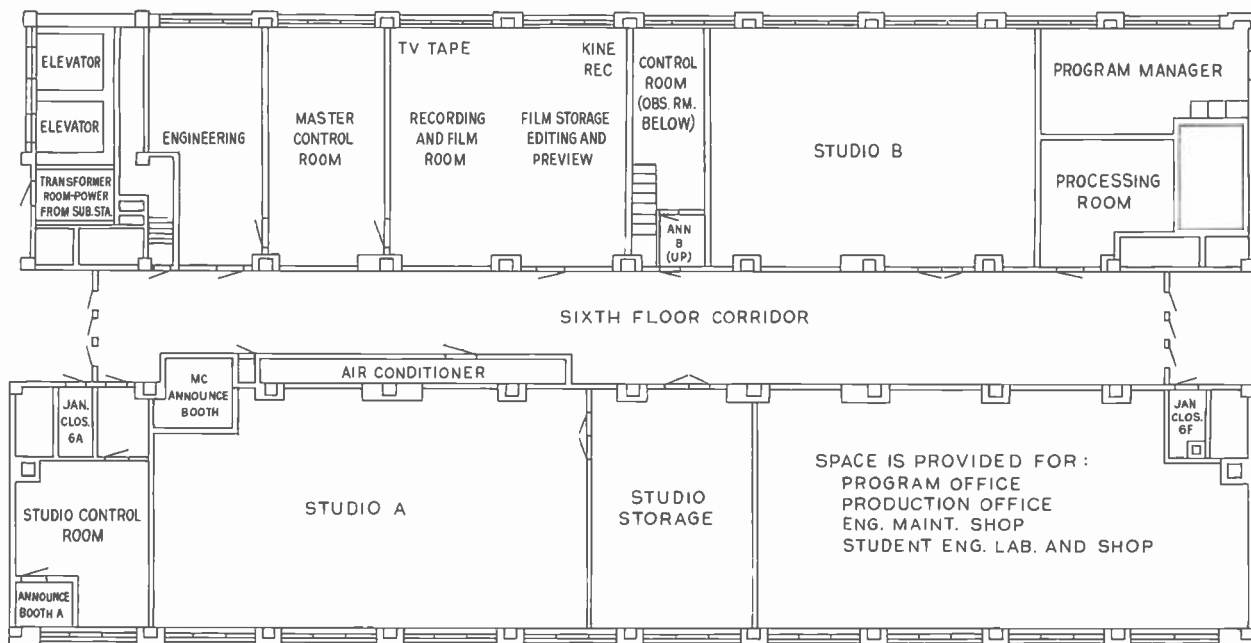 ELEVATOR
ELEVATOR
TRANSFORMER
ROOM-POWER
FROM SUB.STA.
ENGINEERING
MASTER
CONTROL
ROOM
TV TAPE
RECORDING
AND FILM
ROOM
KINE
REC
FILM STORAGE
EDITING AND
PREVIEW
CONTROL
ROOM
(OBS. RM.
BELOW)
ANN
B
(UP)
STUDIO B
PROGRAM MANAGER
PROCESSING
ROOM
SIXTH FLOOR CORRIDOR
AIR CONDITIONER
MC
ANNOUNCE
BOOTH
JAN.
CLOS.
6A
STUDIO CONTROL
ROOM
ANNOUNCE
BOOTH A
STUDIO A
STUDIO
STORAGE
SPACE IS PROVIDED FOR:
PROGRAM OFFICE
PRODUCTION OFFICE
ENG. MAINT. SHOP
STUDENT ENG. LAB. AND SHOP
JAN
CLOS.
6F